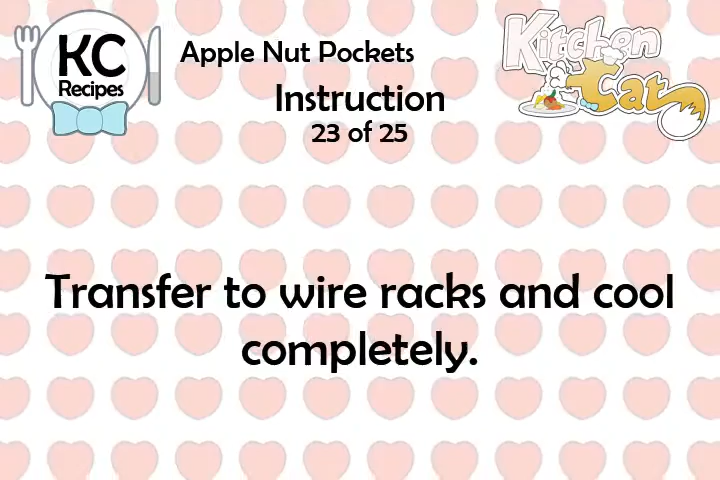 KC
Recipes
Apple Nut Pockets
Instruction
23 of 25
Kitchen
Cat
Transfer to wire racks and cool
completely.